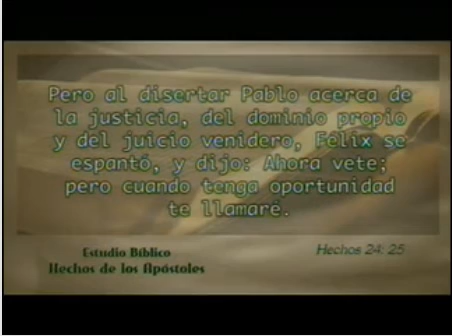 Pero al disertar Pablo acerca de
la justicia, del dominio propio
y del juicio venidero, Félix se
espantó, y dijo: Ahora vete;
pero cuando tenga oportunidad
te llamaré.
Hechos 24: 25
Estudio Bíblico
Hechos de los Apóstoles